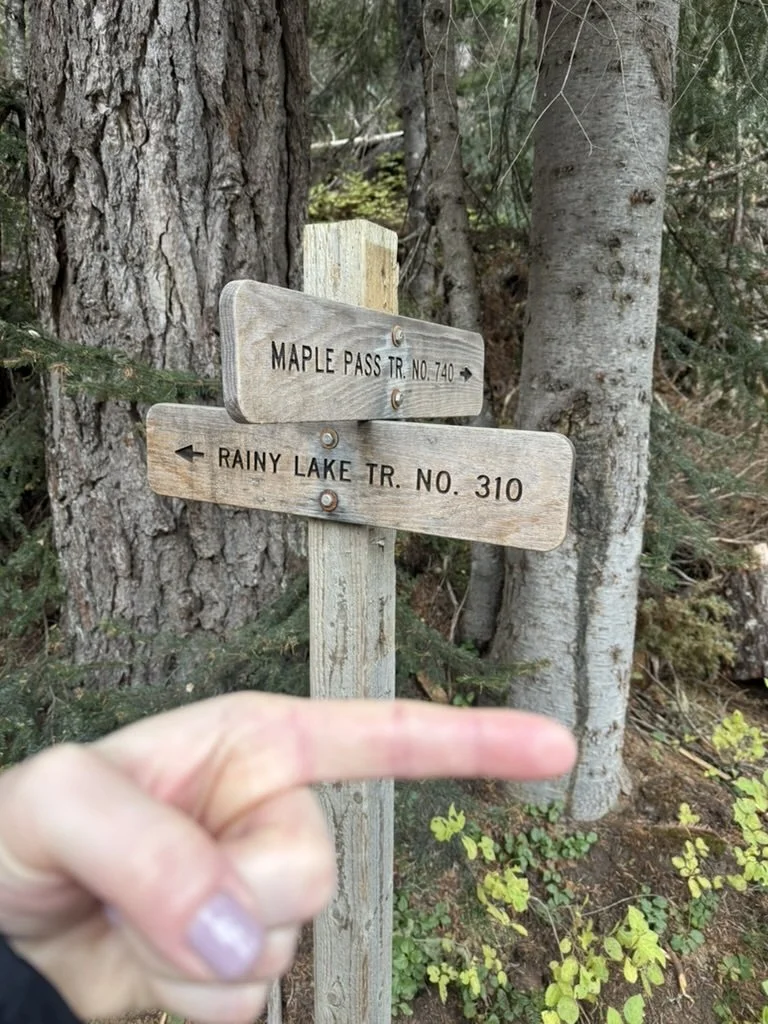 MAPLE PASS TR. NO. 740 →
← RAINY LAKE TR. NO. 310